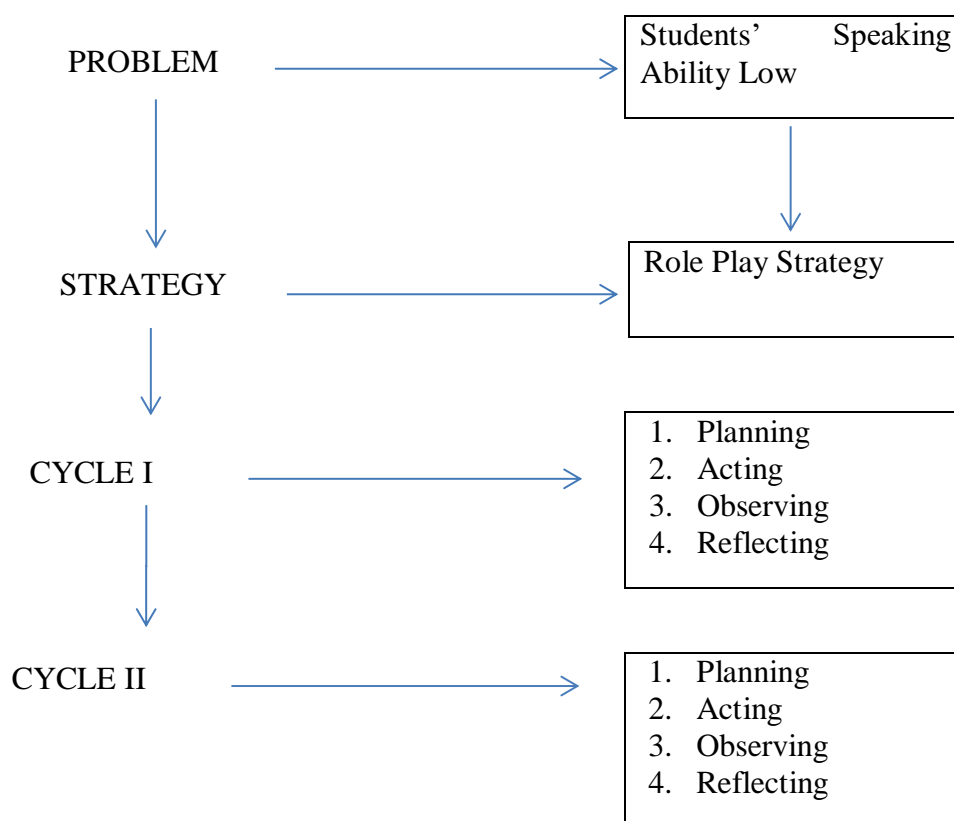 PROBLEM
Students’ Speaking
Ability Low
STRATEGY
Role Play Strategy
CYCLE I
1. Planning
2. Acting
3. Observing
4. Reflecting
CYCLE II
1. Planning
2. Acting
3. Observing
4. Reflecting